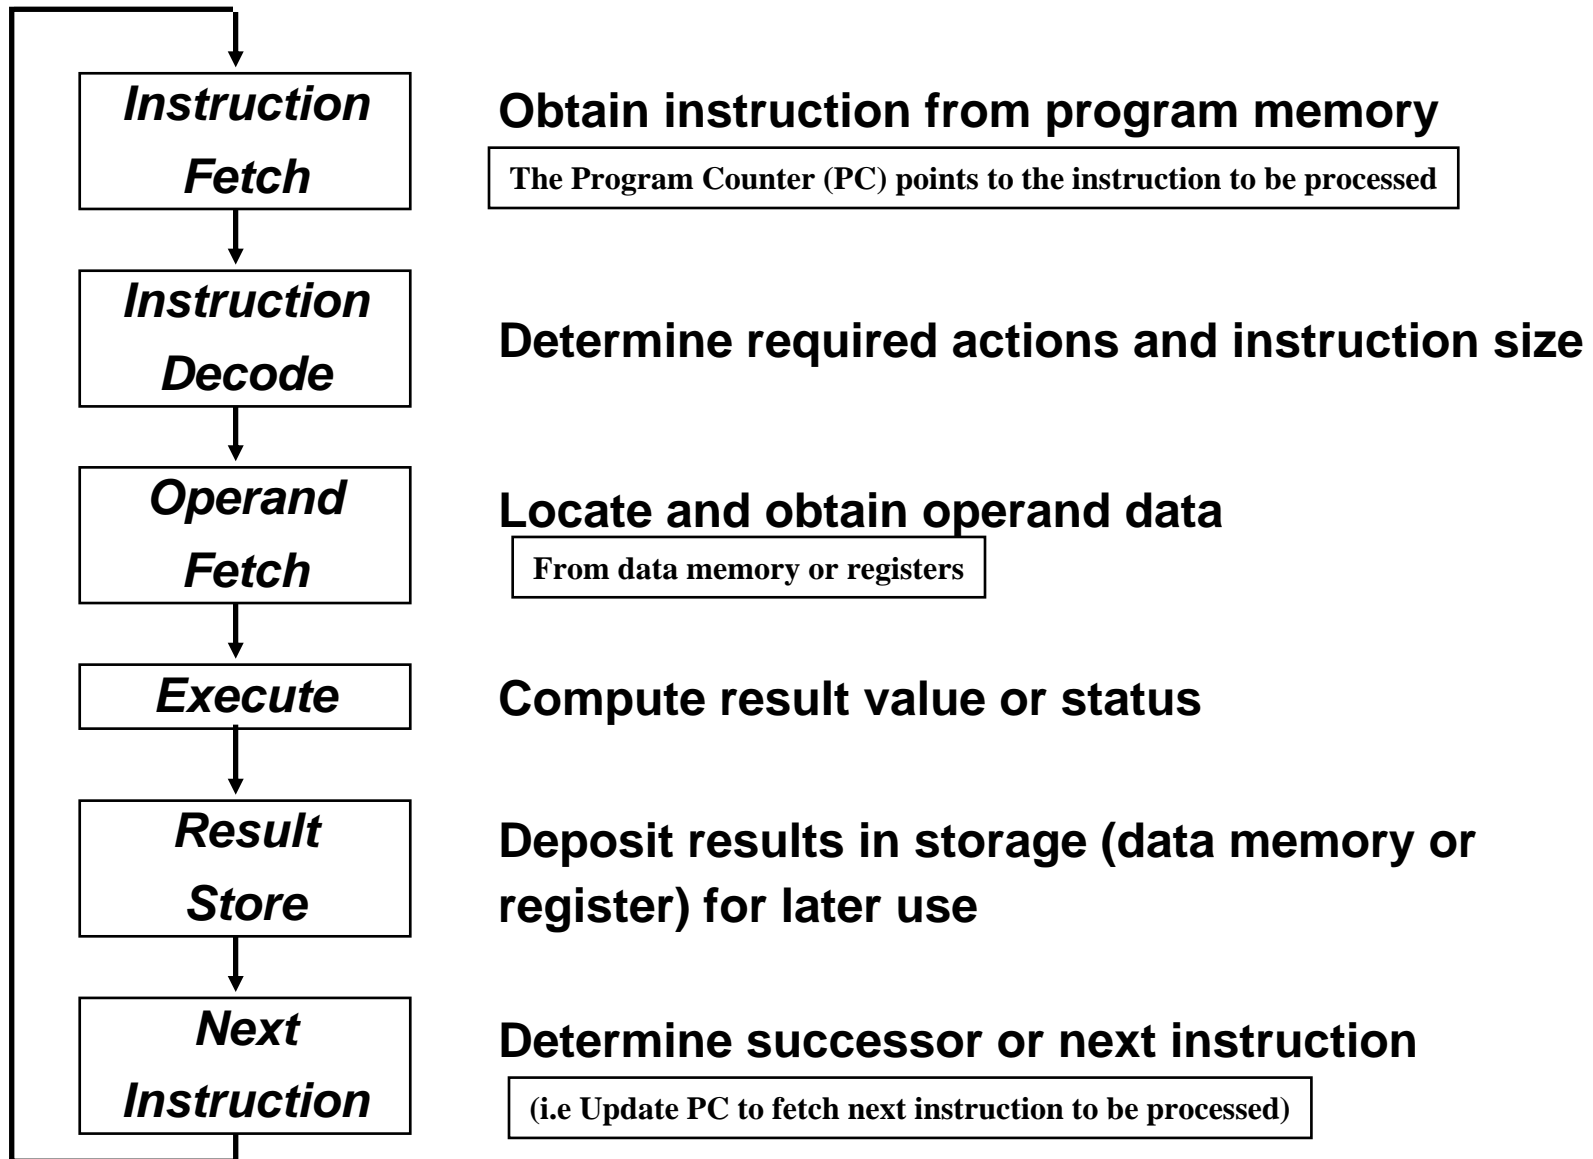 Instruction
Fetch
Obtain instruction from program memory
The Program Counter (PC) points to the instruction to be processed
Instruction
Decode
Determine required actions and instruction size
Operand
Fetch
Locate and obtain operand data
From data memory or registers
Execute
Compute result value or status
Result
Store
Deposit results in storage (data memory or
register) for later use
Next
Instruction
Determine successor or next instruction
(i.e Update PC to fetch next instruction to be processed)